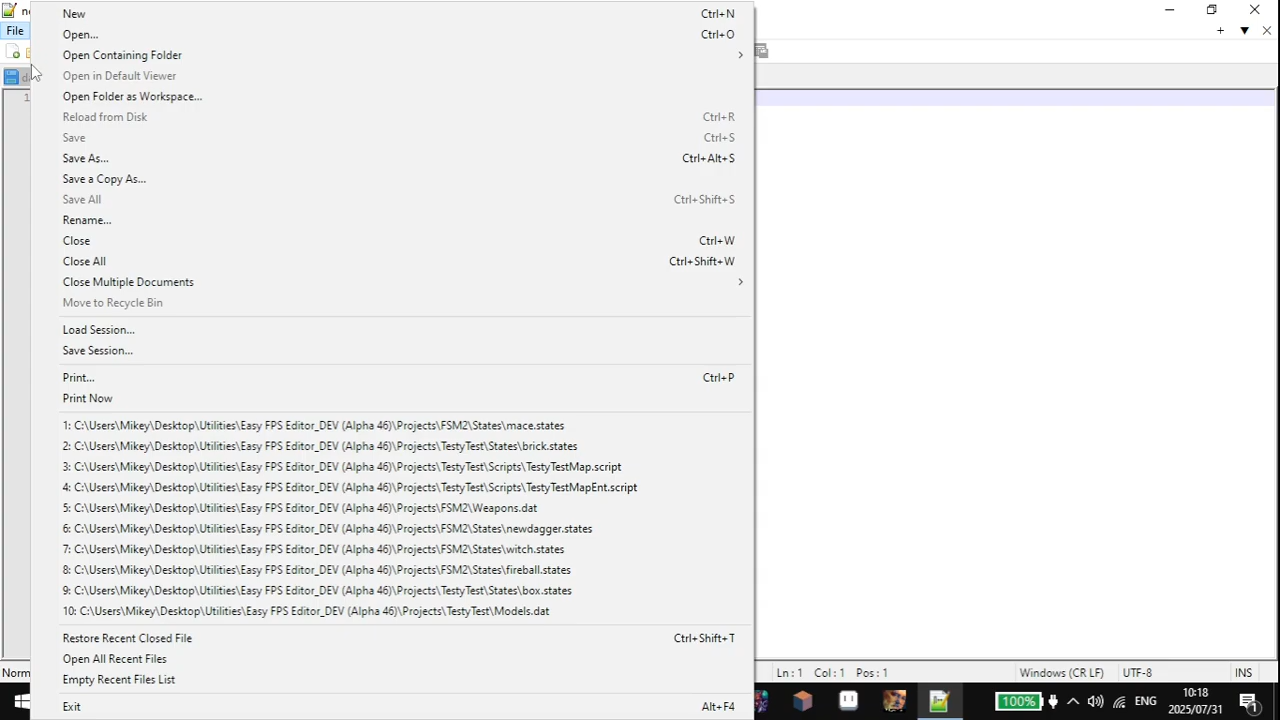 File
New Ctrl+N
Open... Ctrl+O
Open Containing Folder
Open in Default Viewer
Open Folder as Workspace...
Reload from Disk Ctrl+R
Save Ctrl+S
Save As... Ctrl+Alt+S
Save a Copy As...
Save All Ctrl+Shift+S
Rename...
Close Ctrl+W
Close All Ctrl+Shift+W
Close Multiple Documents
Move to Recycle Bin
Load Session...
Save Session...
Print... Ctrl+P
Print Now
1: C:\Users\Mikey\Desktop\Utilities\Easy FPS Editor_DEV (Alpha 46)\Projects\FSM2\States\mace.states
2: C:\Users\Mikey\Desktop\Utilities\Easy FPS Editor_DEV (Alpha 46)\Projects\TestyTest\States\brick.states
3: C:\Users\Mikey\Desktop\Utilities\Easy FPS Editor_DEV (Alpha 46)\Projects\TestyTest\Scripts\TestyTestMap.script
4: C:\Users\Mikey\Desktop\Utilities\Easy FPS Editor_DEV (Alpha 46)\Projects\TestyTest\Scripts\TestyTestMapEnt.script
5: C:\Users\Mikey\Desktop\Utilities\Easy FPS Editor_DEV (Alpha 46)\Projects\FSM2\Weapons.dat
6: C:\Users\Mikey\Desktop\Utilities\Easy FPS Editor_DEV (Alpha 46)\Projects\FSM2\States\newdagger.states
7: C:\Users\Mikey\Desktop\Utilities\Easy FPS Editor_DEV (Alpha 46)\Projects\FSM2\States\witch.states
8: C:\Users\Mikey\Desktop\Utilities\Easy FPS Editor_DEV (Alpha 46)\Projects\FSM2\States\fireball.states
9: C:\Users\Mikey\Desktop\Utilities\Easy FPS Editor_DEV (Alpha 46)\Projects\TestyTest\States\box.states
10: C:\Users\Mikey\Desktop\Utilities\Easy FPS Editor_DEV (Alpha 46)\Projects\TestyTest\Models.dat
Restore Recent Closed File Ctrl+Shift+T
Open All Recent Files
Empty Recent Files List
Exit Alt+F4
1
Norm
Ln : 1 Col : 1 Pos : 1 Windows (CR LF) UTF-8 INS
100% ENG
10:18
2025/07/31
1